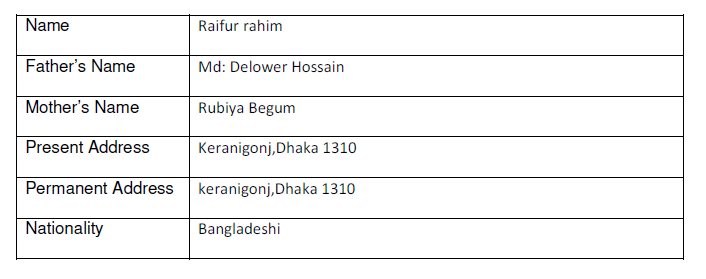 Name Raifur rahim
Father’s Name Md: Delower Hossain
Mother’s Name Rubiya Begum
Present Address Keranigonj,Dhaka 1310
Permanent Address keranigonj,Dhaka 1310
Nationality Bangladeshi